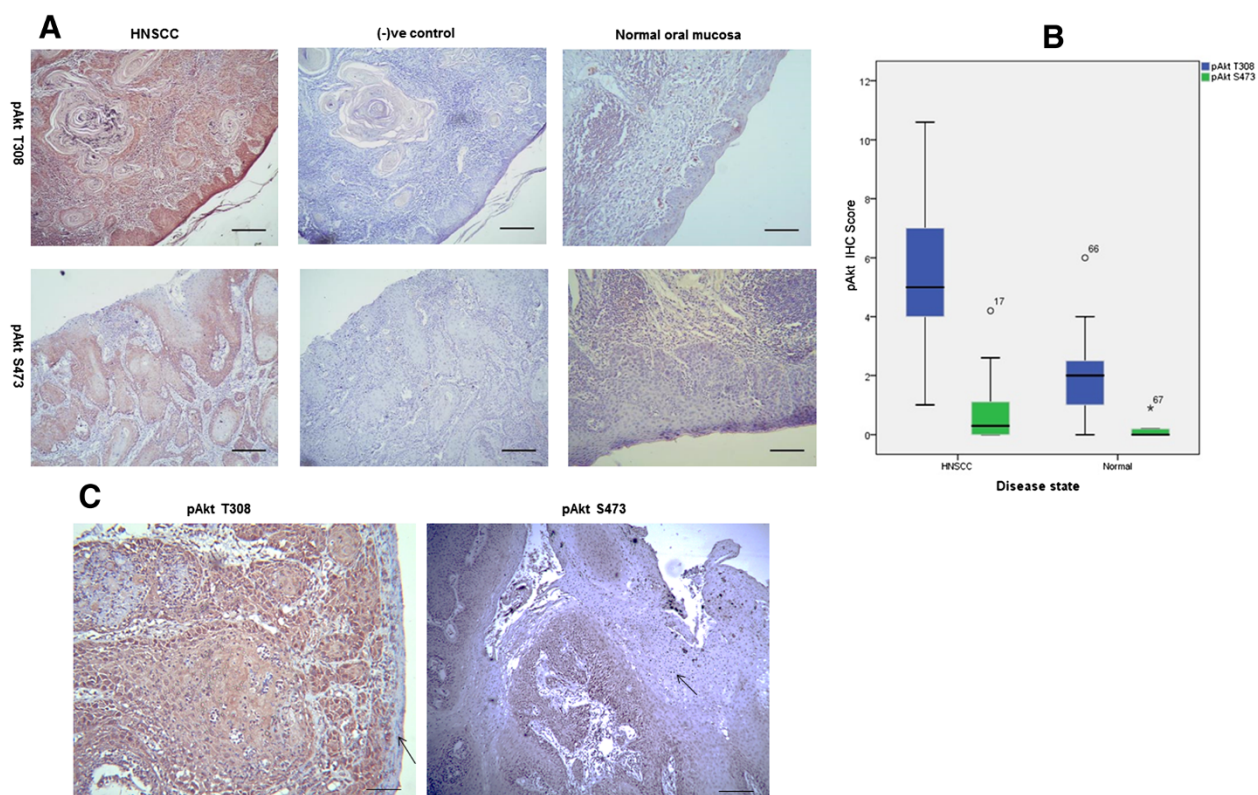 A
HNSCC
(-)ve control
Normal oral mucosa
pAkt T308
pAkt S473
B
pAkt T308
pAkt S473
pAkt IHC Score
12
10
8
6
4
2
0
66
17
67
*
HNSCC
Normal
Disease state
C
pAkt T308
pAkt S473